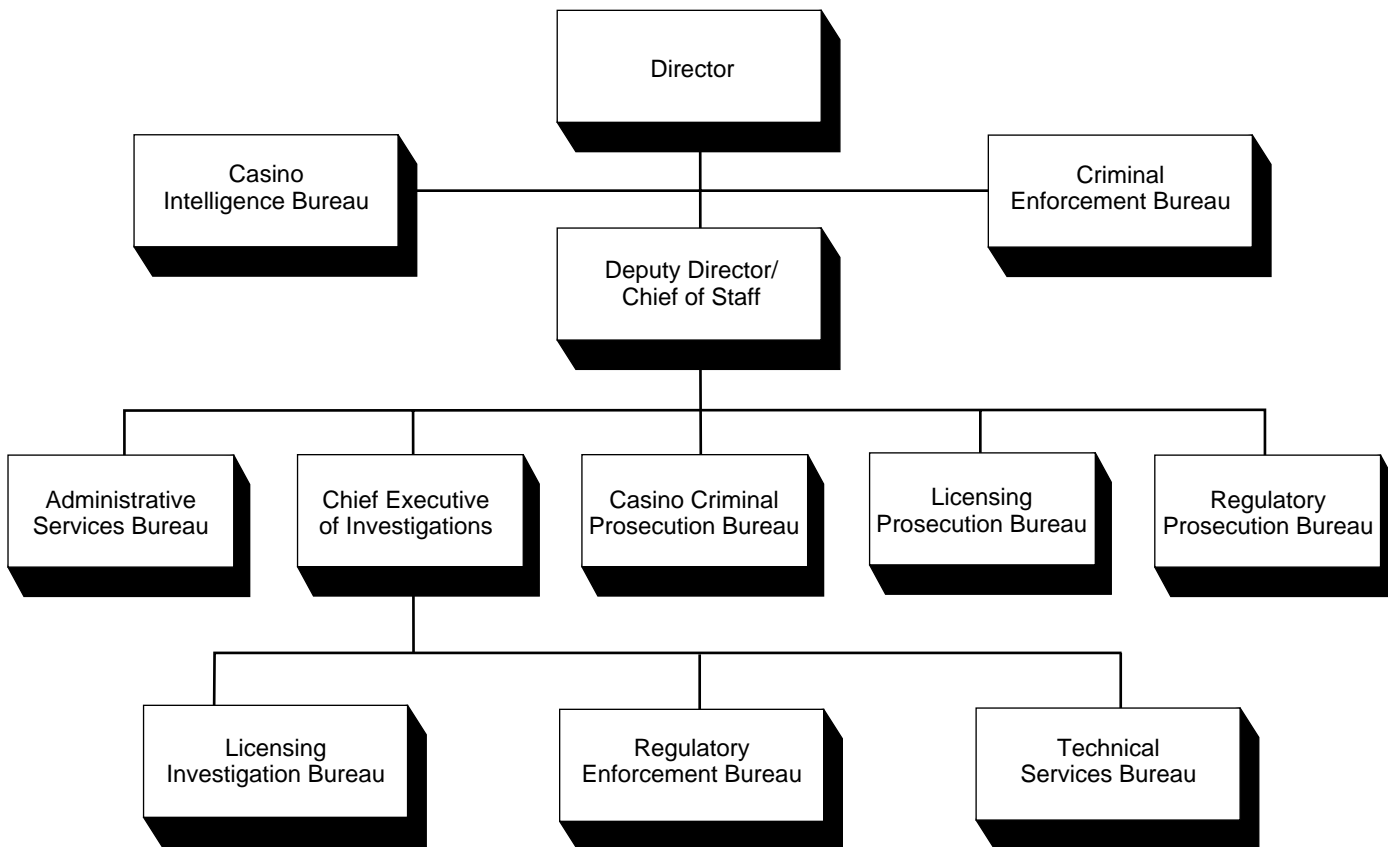 Director
Casino
Intelligence Bureau
Criminal
Enforcement Bureau
Deputy Director/
Chief of Staff
Administrative
Services Bureau
Chief Executive
of Investigations
Casino Criminal
Prosecution Bureau
Licensing
Prosecution Bureau
Regulatory
Prosecution Bureau
Licensing
Investigation Bureau
Regulatory
Enforcement Bureau
Technical
Services Bureau